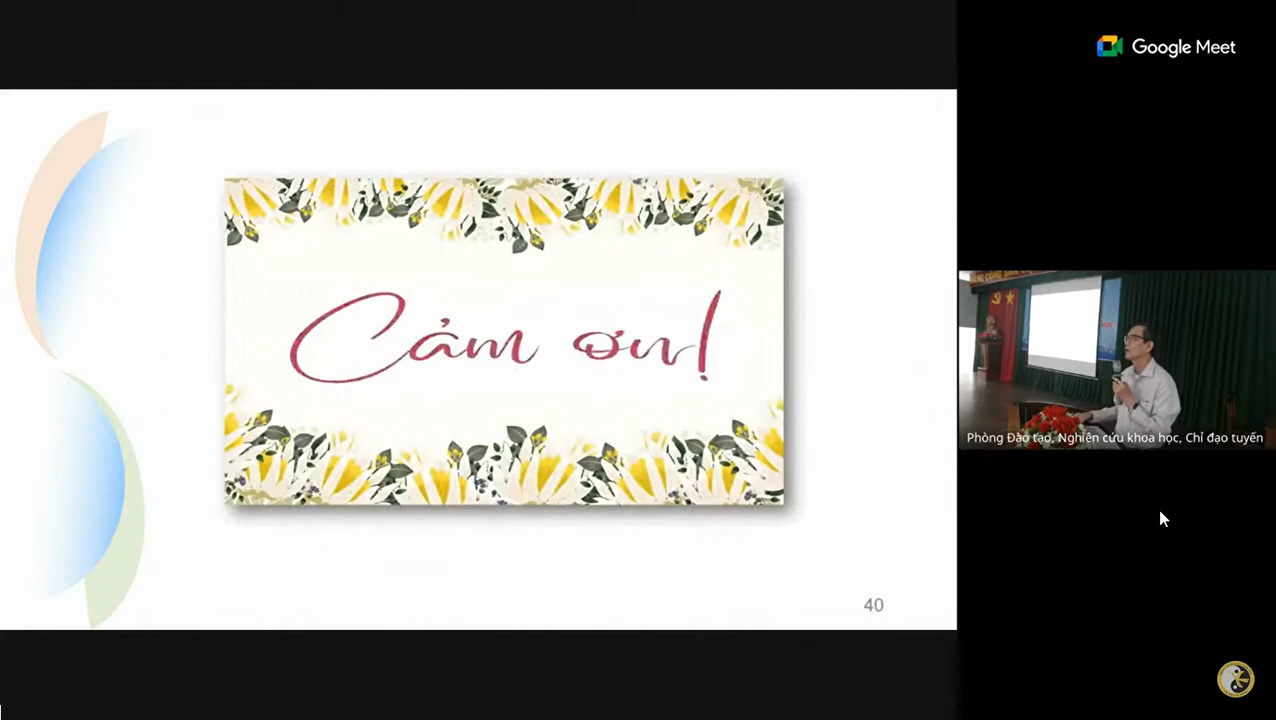 Google Meet
Cảm ơn!
Phòng Đào tạo, Nghiên cứu khoa học, Chỉ đạo tuyến
40